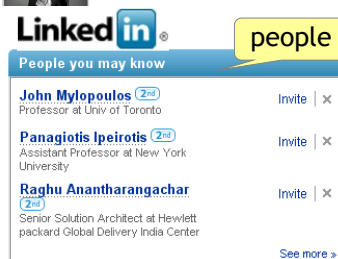 Linked in ®
people
People you may know
John Mylopoulos 2nd
Professor at Univ of Toronto
Invite | ×
Panagiotis Ipeirotis 2nd
Assistant Professor at New York
University
Invite | ×
Raghu Anantharangachar
2nd
Senior Solution Architect at Hewlett
packard Global Delivery India Center
Invite | ×
See more »